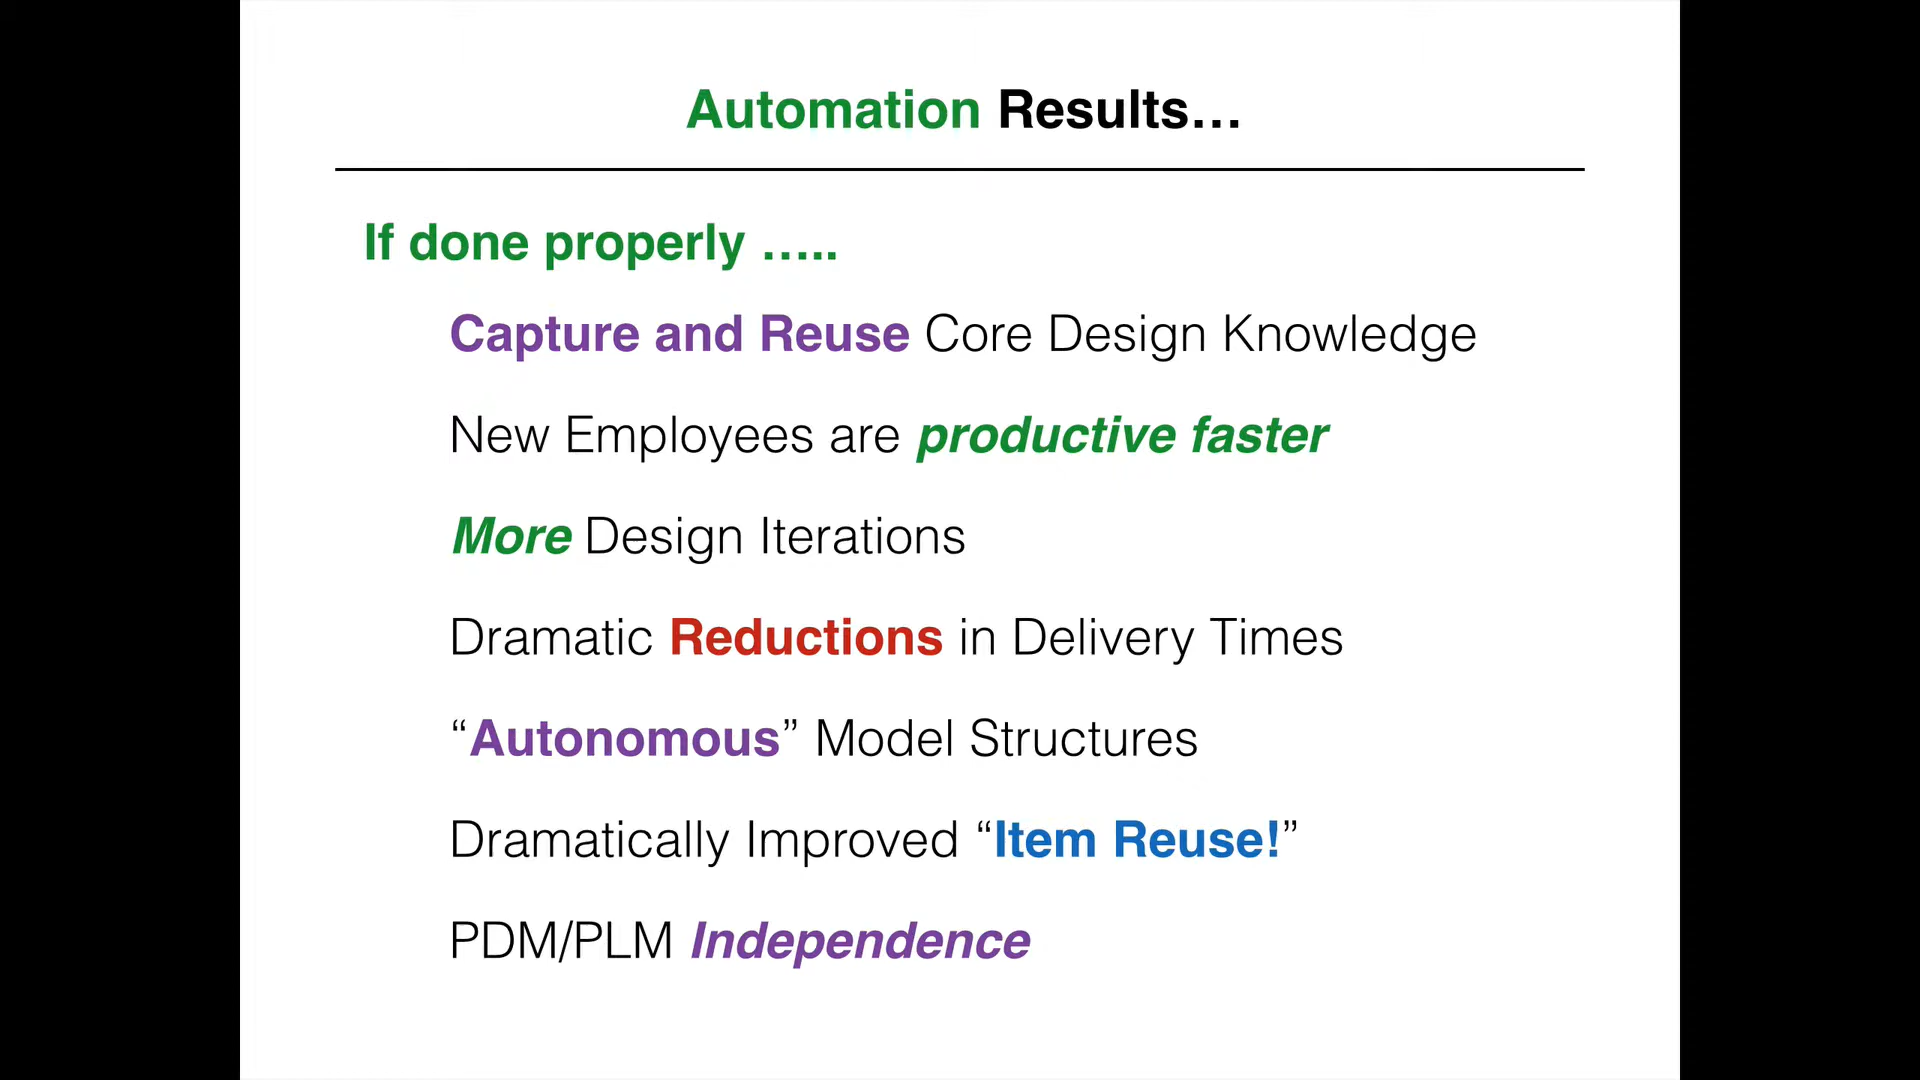 Automation Results…
If done properly …..
Capture and Reuse Core Design Knowledge
New Employees are productive faster
More Design Iterations
Dramatic Reductions in Delivery Times
“Autonomous” Model Structures
Dramatically Improved “Item Reuse!”
PDM/PLM Independence